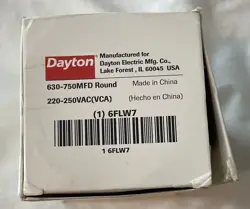 Dayton
Manufactured for
Dayton Electric Mfg. Co.,
Lake Forest , IL 60045 USA
630-750MFD Round Made in China
220-250VAC(VCA) (Hecho en China)
(1) 6FLW7
1 6FLW7